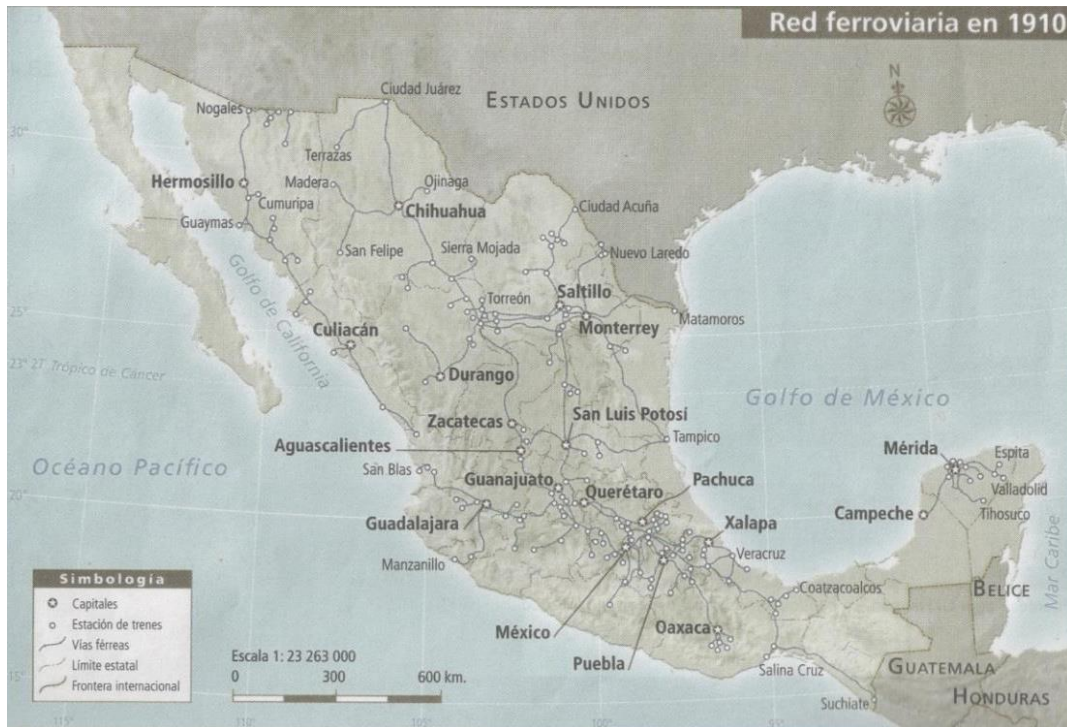 Red ferroviaria en 1910
N
ESTADOS UNIDOS
Ciudad Juárez
Nogales
30°
Terrazas
Hermosillo
Madera
Ojinaga
Cumuripa
Chihuahua
Ciudad Acuña
Guaymas
San Felipe
Sierra Mojada
Nuevo Laredo
Golfo de California
Torreón
Saltillo
25°
Culiacán
Monterrey
Matamoros
23° 27' Trópico de Cáncer
Durango
Golfo de México
Zacatecas
San Luis Potosí
Aguascalientes
Tampico
Mérida
Espita
Océano Pacífico
San Blas
Guanajuato
Querétaro
Pachuca
Valladolid
20°
Guadalajara
Xalapa
Campeche
Tihosuco
Manzanillo
Veracruz
Mar Caribe
Coatzacoalcos
BELICE
México
Oaxaca
Puebla
Salina Cruz
GUATEMALA
Suchiate
HONDURAS
Simbología
Capitales
Estación de trenes
Vías férreas
Límite estatal
Frontera internacional
Escala 1: 23 263 000
0 300 600 km.
15°
115°
110°
105°
100°
95°